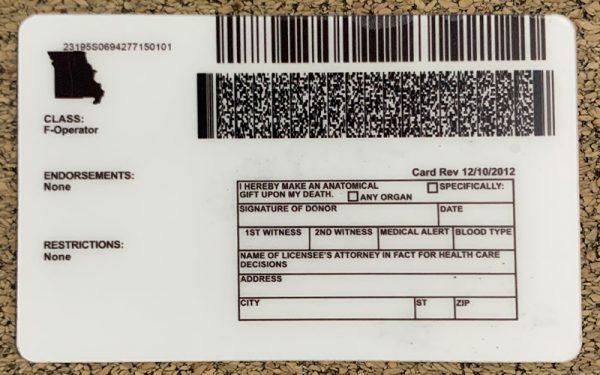 23195S0694277150101
CLASS:
F-Operator
ENDORSEMENTS:
None
RESTRICTIONS:
None
Card Rev 12/10/2012
I HEREBY MAKE AN ANATOMICAL
GIFT UPON MY DEATH.
ANY ORGAN
SPECIFICALLY:
SIGNATURE OF DONOR
DATE
1ST WITNESS
2ND WITNESS
MEDICAL ALERT
BLOOD TYPE
NAME OF LICENSEE'S ATTORNEY IN FACT FOR HEALTH CARE
DECISIONS
ADDRESS
CITY
ST
ZIP